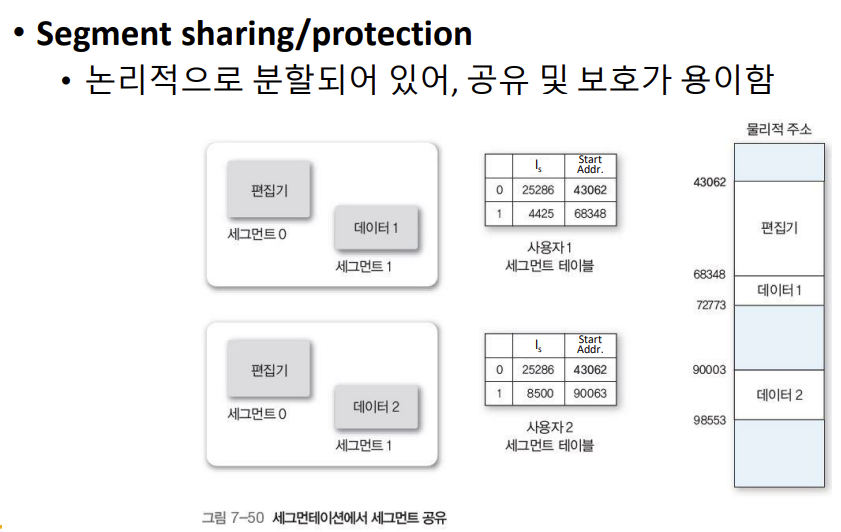 • Segment sharing/protection
• 논리적으로 분할되어 있어, 공유 및 보호가 용이함
편집기
세그먼트 0
데이터 1
세그먼트 1
ls Start Addr.
0 25286 43062
1 4425 68348
사용자 1
세그먼트 테이블
편집기
세그먼트 0
데이터 2
세그먼트 1
ls Start Addr.
0 25286 43062
1 8500 90063
사용자 2
세그먼트 테이블
물리적 주소
43062
편집기
68348
데이터 1
72773
90003
데이터 2
98553
그림 7-50 세그먼테이션에서 세그먼트 공유